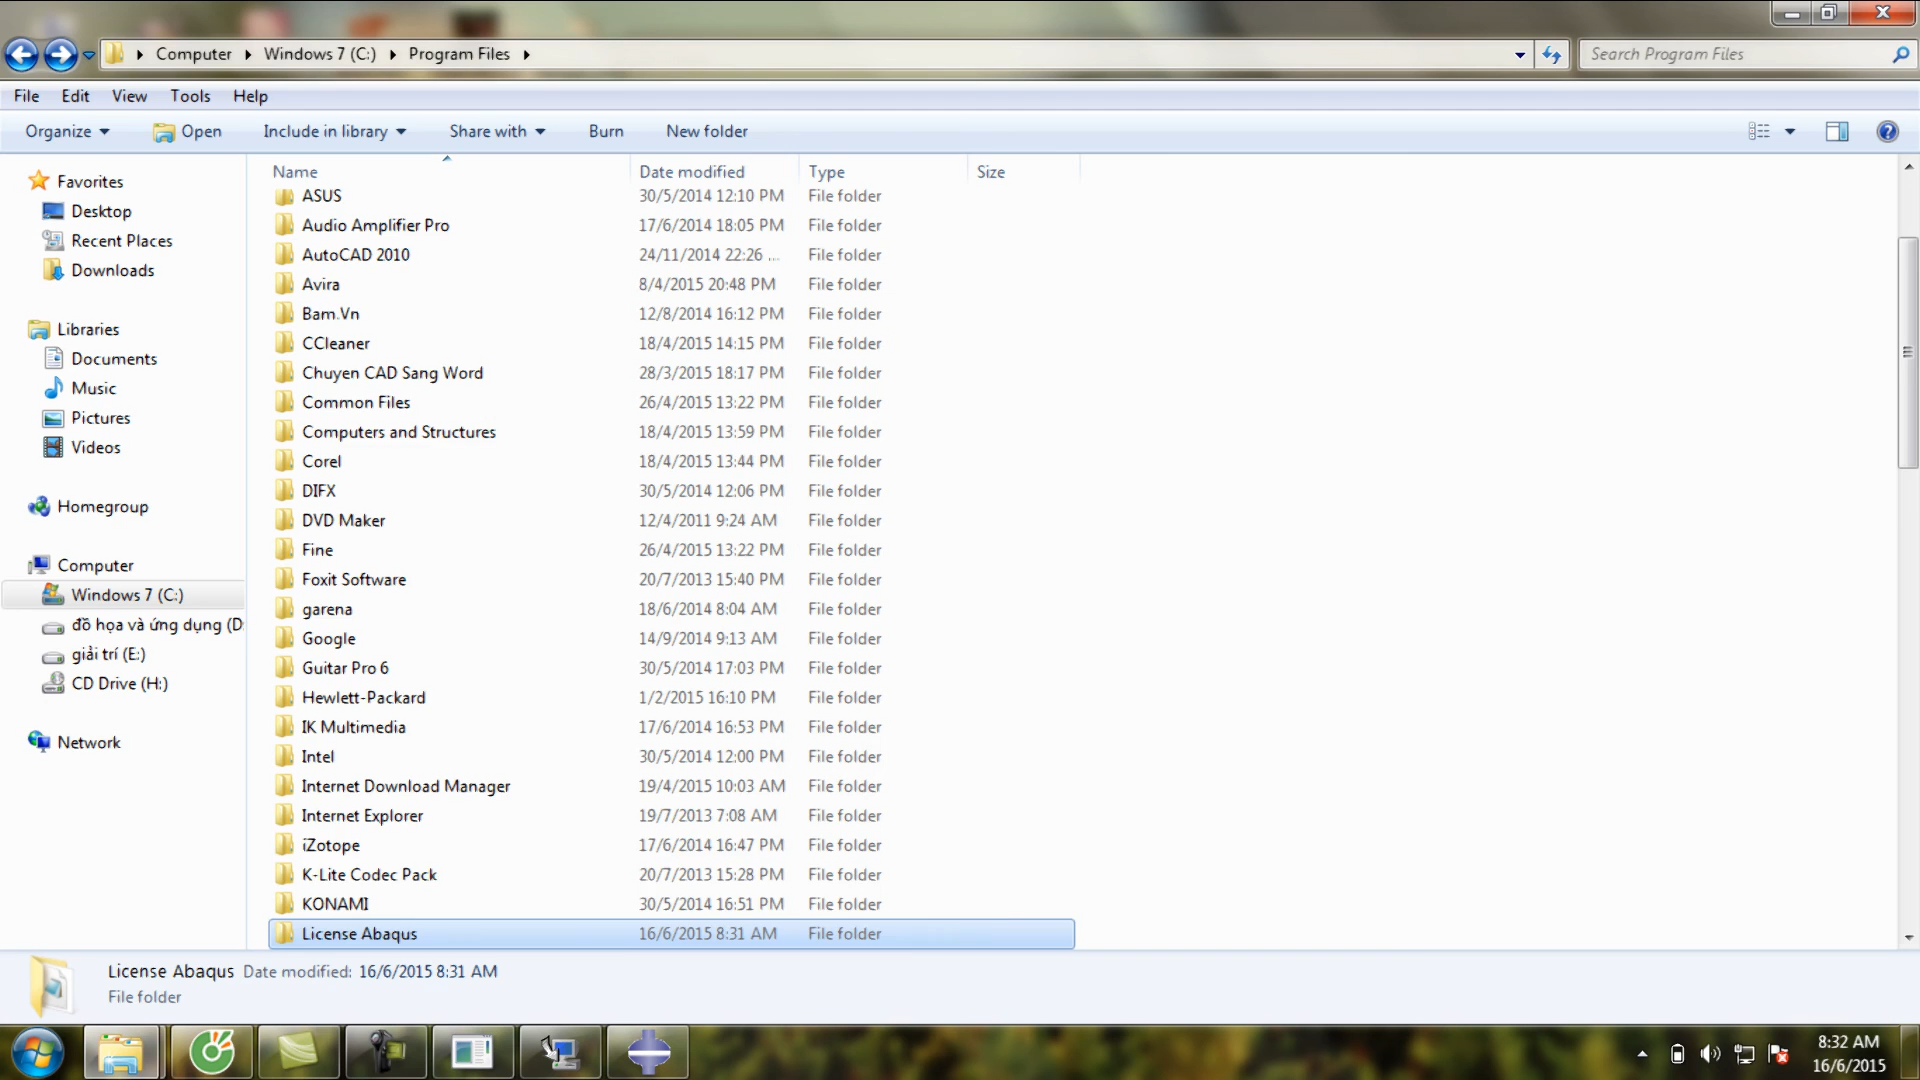 Computer Windows 7 (C:) Program Files
Search Program Files
File Edit View Tools Help
Organize Open Include in library Share with Burn New folder
Favorites
Desktop
Recent Places
Downloads
Libraries
Documents
Music
Pictures
Videos
Homegroup
Computer
Windows 7 (C:)
đồ họa và ứng dụng (D:
giải trí (E:)
CD Drive (H:)
Network
Name Date modified Type Size
ASUS 30/5/2014 12:10 PM File folder
Audio Amplifier Pro 17/6/2014 18:05 PM File folder
AutoCAD 2010 24/11/2014 22:26 ... File folder
Avira 8/4/2015 20:48 PM File folder
Bam.Vn 12/8/2014 16:12 PM File folder
CCleaner 18/4/2015 14:15 PM File folder
Chuyen CAD Sang Word 28/3/2015 18:17 PM File folder
Common Files 26/4/2015 13:22 PM File folder
Computers and Structures 18/4/2015 13:59 PM File folder
Corel 18/4/2015 13:44 PM File folder
DIFX 30/5/2014 12:06 PM File folder
DVD Maker 12/4/2011 9:24 AM File folder
Fine 26/4/2015 13:22 PM File folder
Foxit Software 20/7/2013 15:40 PM File folder
garena 18/6/2014 8:04 AM File folder
Google 14/9/2014 9:13 AM File folder
Guitar Pro 6 30/5/2014 17:03 PM File folder
Hewlett-Packard 1/2/2015 16:10 PM File folder
IK Multimedia 17/6/2014 16:53 PM File folder
Intel 30/5/2014 12:00 PM File folder
Internet Download Manager 19/4/2015 10:03 AM File folder
Internet Explorer 19/7/2013 7:08 AM File folder
iZotope 17/6/2014 16:47 PM File folder
K-Lite Codec Pack 20/7/2013 15:28 PM File folder
KONAMI 30/5/2014 16:51 PM File folder
License Abaqus 16/6/2015 8:31 AM File folder
License Abaqus Date modified: 16/6/2015 8:31 AM
File folder
8:32 AM
16/6/2015